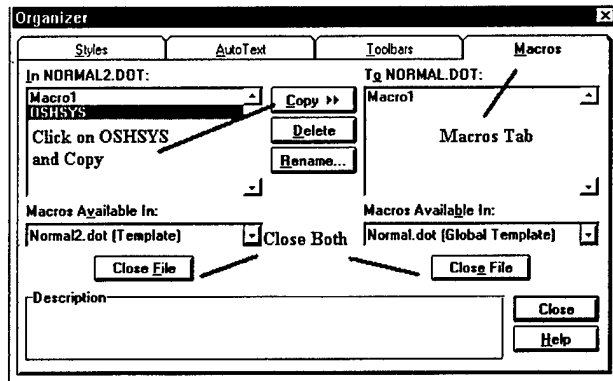 Organizer
Styles AutoText Toolbars Macros
In NORMAL2.DOT: To NORMAL.DOT:
Macro1 Copy >> Macro1
OSHSYS
Click on OSHSYS
and Copy
Delete
Macros Tab
Rename...
Macros Available In: Macros Available In:
Normal2.dot (Template) Close Both Normal.dot (Global Template)
Close File Close File
Description
Close
Help